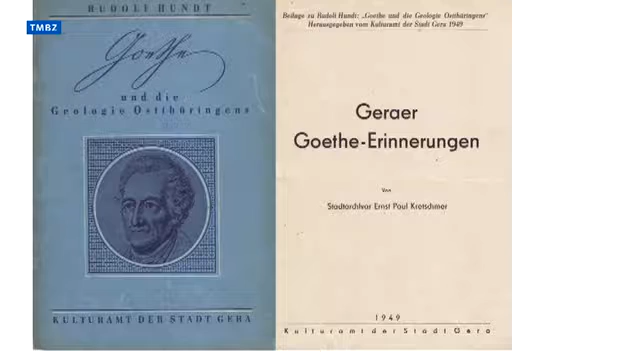 TMBZ
RUDOLF HUNDT
Goethe
und die
Geologie Ostthüringens
KULTURAMT DER STADT GERA
Beilage zu Rudolf Hundt: „Goethe und die Geologie Ostthüringens"
Herausgegeben vom Kulturamt der Stadt Gera 1949
Geraer
Goethe-Erinnerungen
Von
Stadtarchivar Ernst Paul Kretschmer
1949
Kulturamt der Stadt Gera